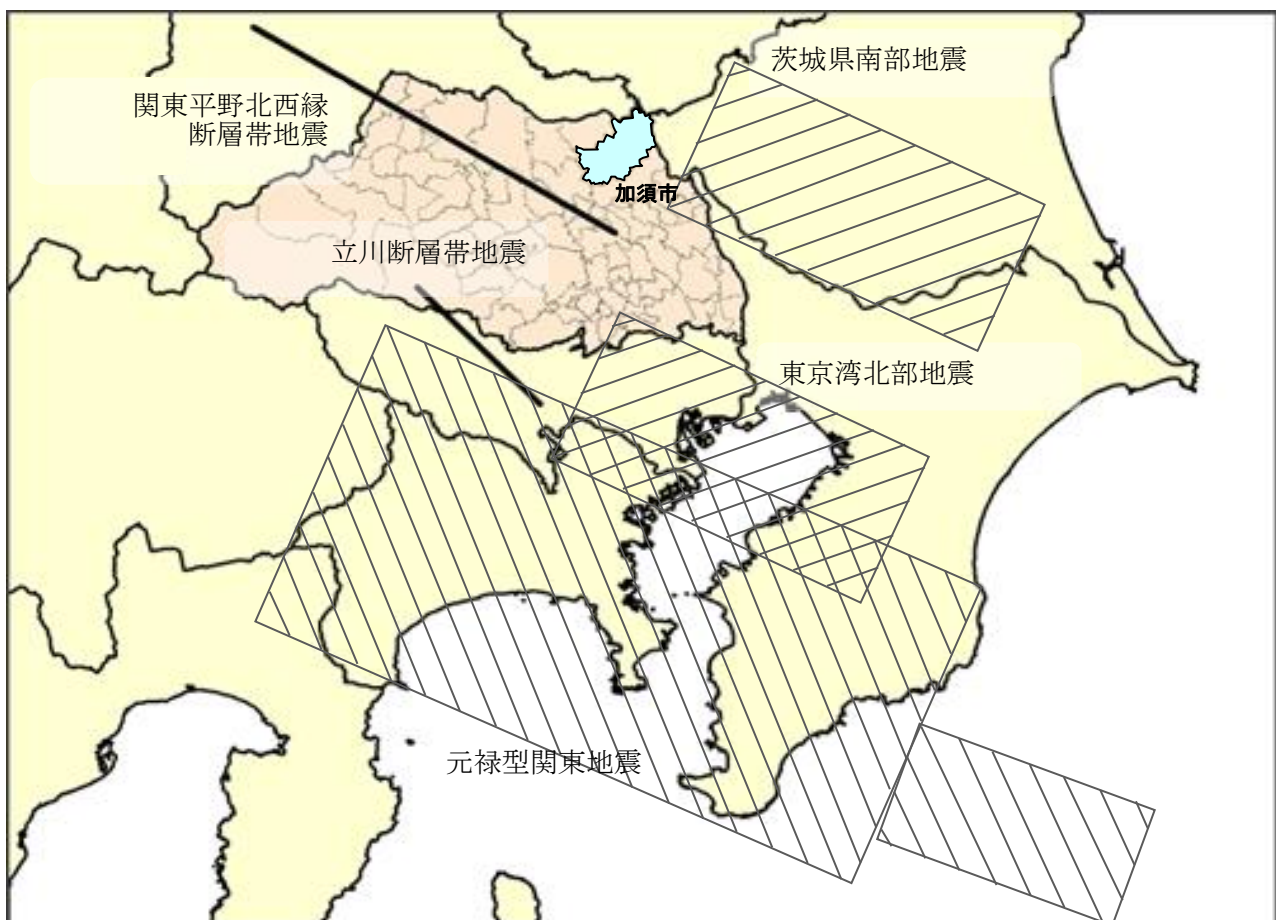 茨城県南部地震
関東平野北西縁
断層帯地震
加須市
立川断層帯地震
東京湾北部地震
元禄型関東地震